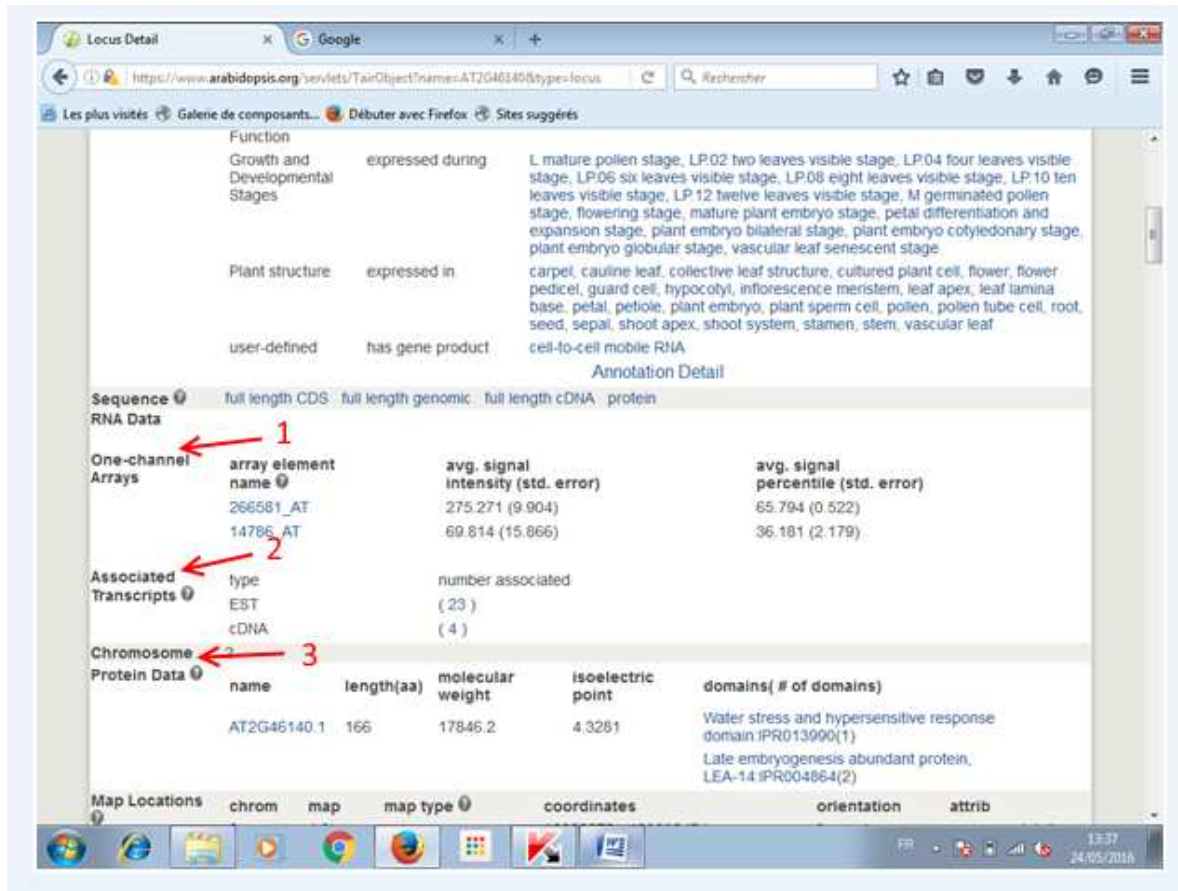 Locus Detail
Google
https://www.arabidopsis.org/servlets/TairObject?name=AT2G46140&type=locus
Rechercher
Les plus visités Galerie de composants... Débuter avec Firefox Sites suggérés
Function
Growth and Developmental Stages expressed during L mature pollen stage, LP.02 two leaves visible stage, LP.04 four leaves visible
stage, LP.06 six leaves visible stage, LP.08 eight leaves visible stage, LP.10 ten
leaves visible stage, LP.12 twelve leaves visible stage, M germinated pollen
stage, flowering stage, mature plant embryo stage, petal differentiation and
expansion stage, plant embryo bilateral stage, plant embryo cotyledonary stage,
plant embryo globular stage, vascular leaf senescent stage
Plant structure expressed in carpel, cauline leaf, collective leaf structure, cultured plant cell, flower, flower
pedicel, guard cell, hypocotyl, inflorescence meristem, leaf apex, leaf lamina
base, petal, petiole, plant embryo, plant sperm cell, pollen, pollen tube cell, root,
seed, sepal, shoot apex, shoot system, stamen, stem, vascular leaf
user-defined has gene product cell-to-cell mobile RNA
Annotation Detail
Sequence full length CDS full length genomic full length cDNA protein
RNA Data
1
One-channel Arrays
array element name avg. signal intensity (std. error) avg. signal percentile (std. error)
266581_AT 275.271 (9.904) 65.794 (0.522)
14786_AT 69.814 (15.866) 36.181 (2.179)
2
Associated Transcripts
type number associated
EST ( 23 )
cDNA ( 4 )
Chromosome 2
3
Protein Data
name length(aa) molecular weight isoelectric point domains( # of domains)
AT2G46140.1 166 17846.2 4.3281 Water stress and hypersensitive response
domain:IPR013990(1)
Late embryogenesis abundant protein,
LEA-14:IPR004864(2)
Map Locations chrom map map type coordinates orientation attrib
FR
13:37
24/05/2016